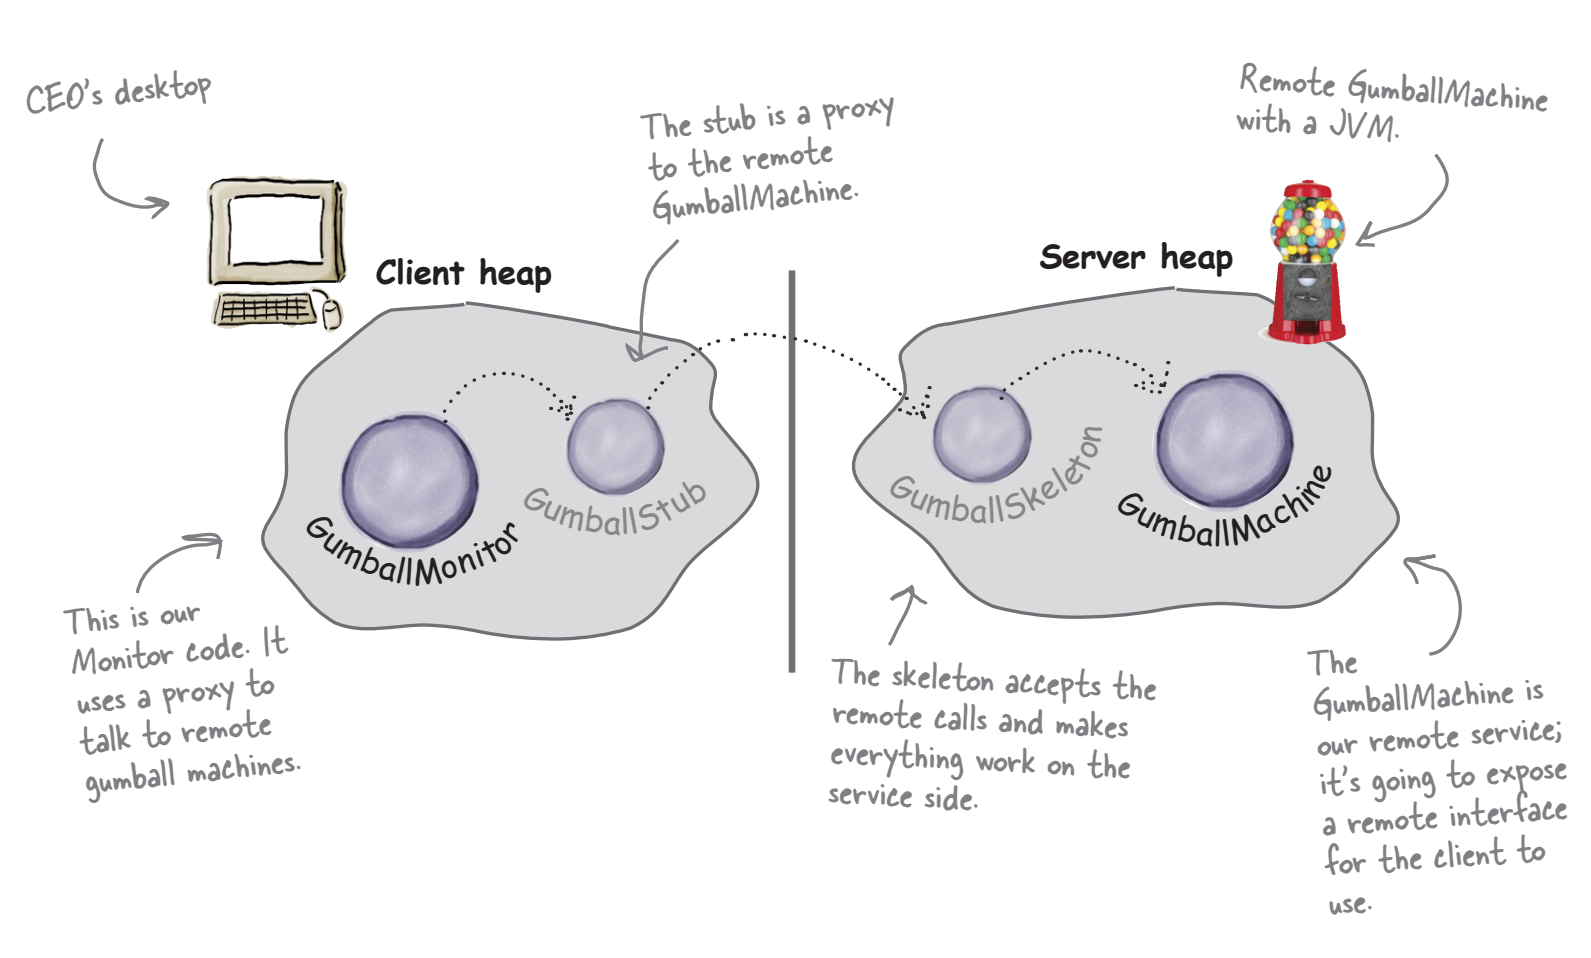 CEO's desktop
The stub is a proxy
to the remote
GumballMachine.
Remote GumballMachine
with a JVM.
Client heap
Server heap
GumballMonitor
GumballStub
GumballSkeleton
GumballMachine
This is our
Monitor code. It
uses a proxy to
talk to remote
gumball machines.
The skeleton accepts the
remote calls and makes
everything work on the
service side.
The
GumballMachine is
our remote service;
it's going to expose
a remote interface
for the client to
use.